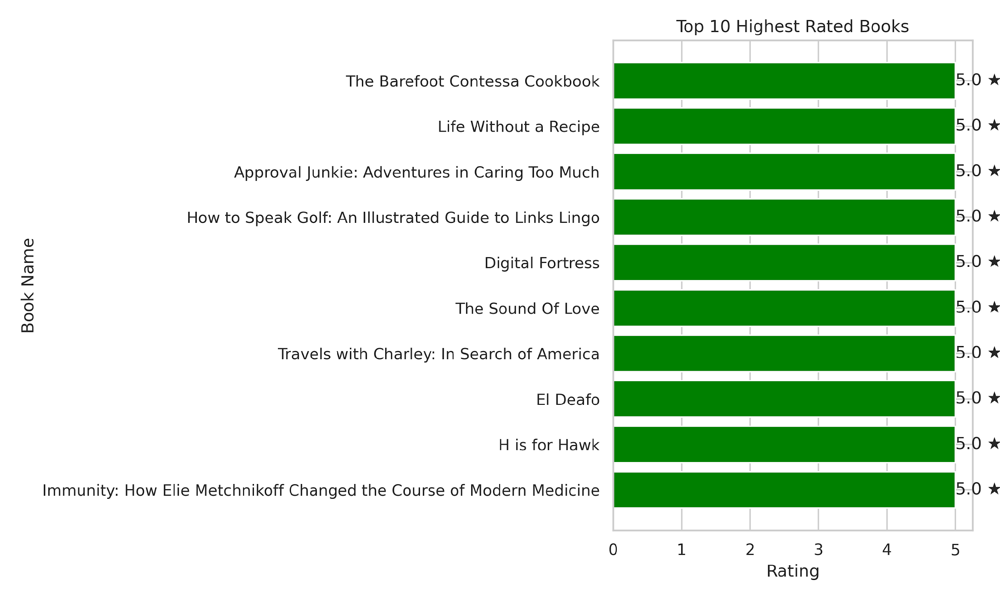 Top 10 Highest Rated Books
The Barefoot Contessa Cookbook 5.0 ★
Life Without a Recipe 5.0 ★
Approval Junkie: Adventures in Caring Too Much 5.0 ★
How to Speak Golf: An Illustrated Guide to Links Lingo 5.0 ★
Digital Fortress 5.0 ★
The Sound Of Love 5.0 ★
Travels with Charley: In Search of America 5.0 ★
El Deafo 5.0 ★
H is for Hawk 5.0 ★
Immunity: How Elie Metchnikoff Changed the Course of Modern Medicine 5.0 ★
Book Name
0 1 2 3 4 5
Rating